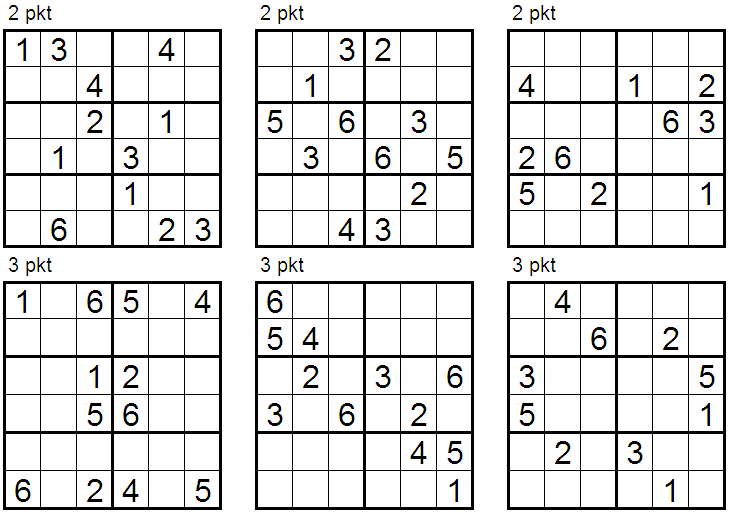 2 pkt 2 pkt 2 pkt
1 3 4 3 2
4 1 4 1 2
2 1 5 6 3 6 3
1 3 3 6 5 2 6
1 2 5 2 1
6 2 3 4 3
3 pkt 3 pkt 3 pkt
1 6 5 4 6 4
5 4 6 2
1 2 2 3 6 3 5
5 6 3 6 2 5 1
4 5 2 3
6 2 4 5 1 1